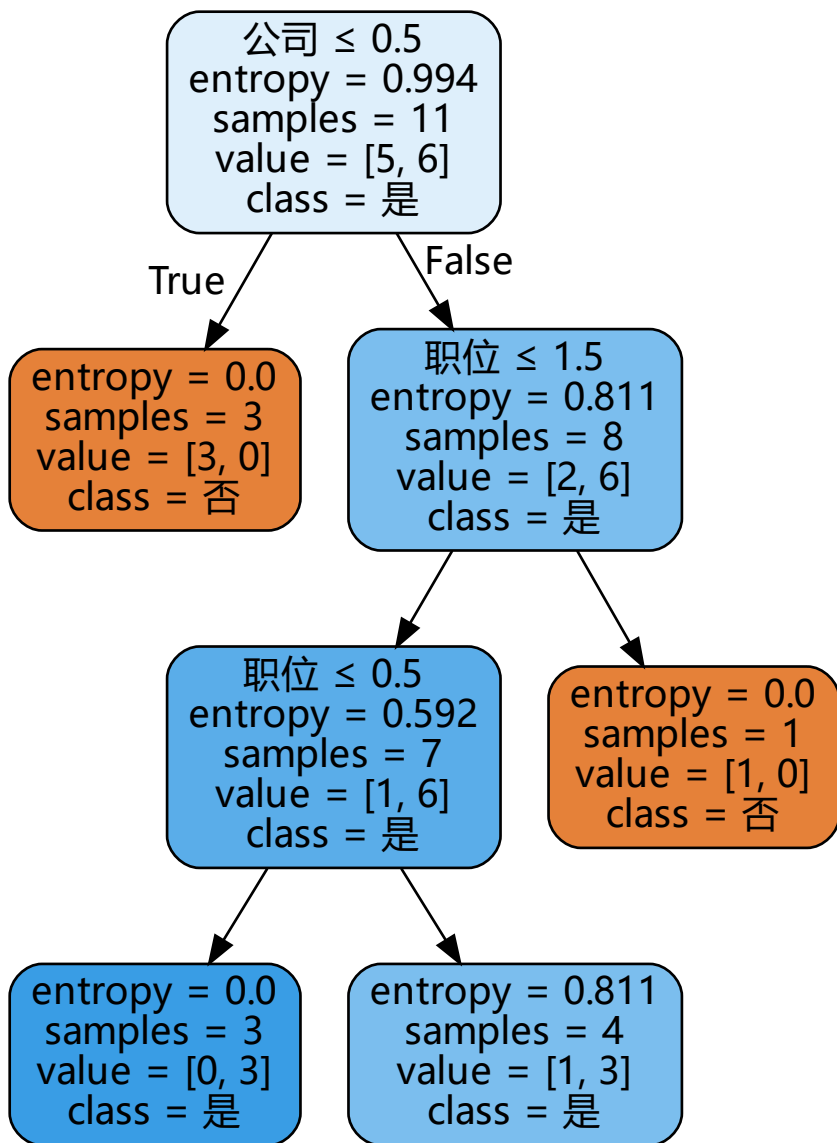 公司 ≤ 0.5
entropy = 0.994
samples = 11
value = [5, 6]
class = 是
True
False
entropy = 0.0
samples = 3
value = [3, 0]
class = 否
职位 ≤ 1.5
entropy = 0.811
samples = 8
value = [2, 6]
class = 是
职位 ≤ 0.5
entropy = 0.592
samples = 7
value = [1, 6]
class = 是
entropy = 0.0
samples = 1
value = [1, 0]
class = 否
entropy = 0.0
samples = 3
value = [0, 3]
class = 是
entropy = 0.811
samples = 4
value = [1, 3]
class = 是